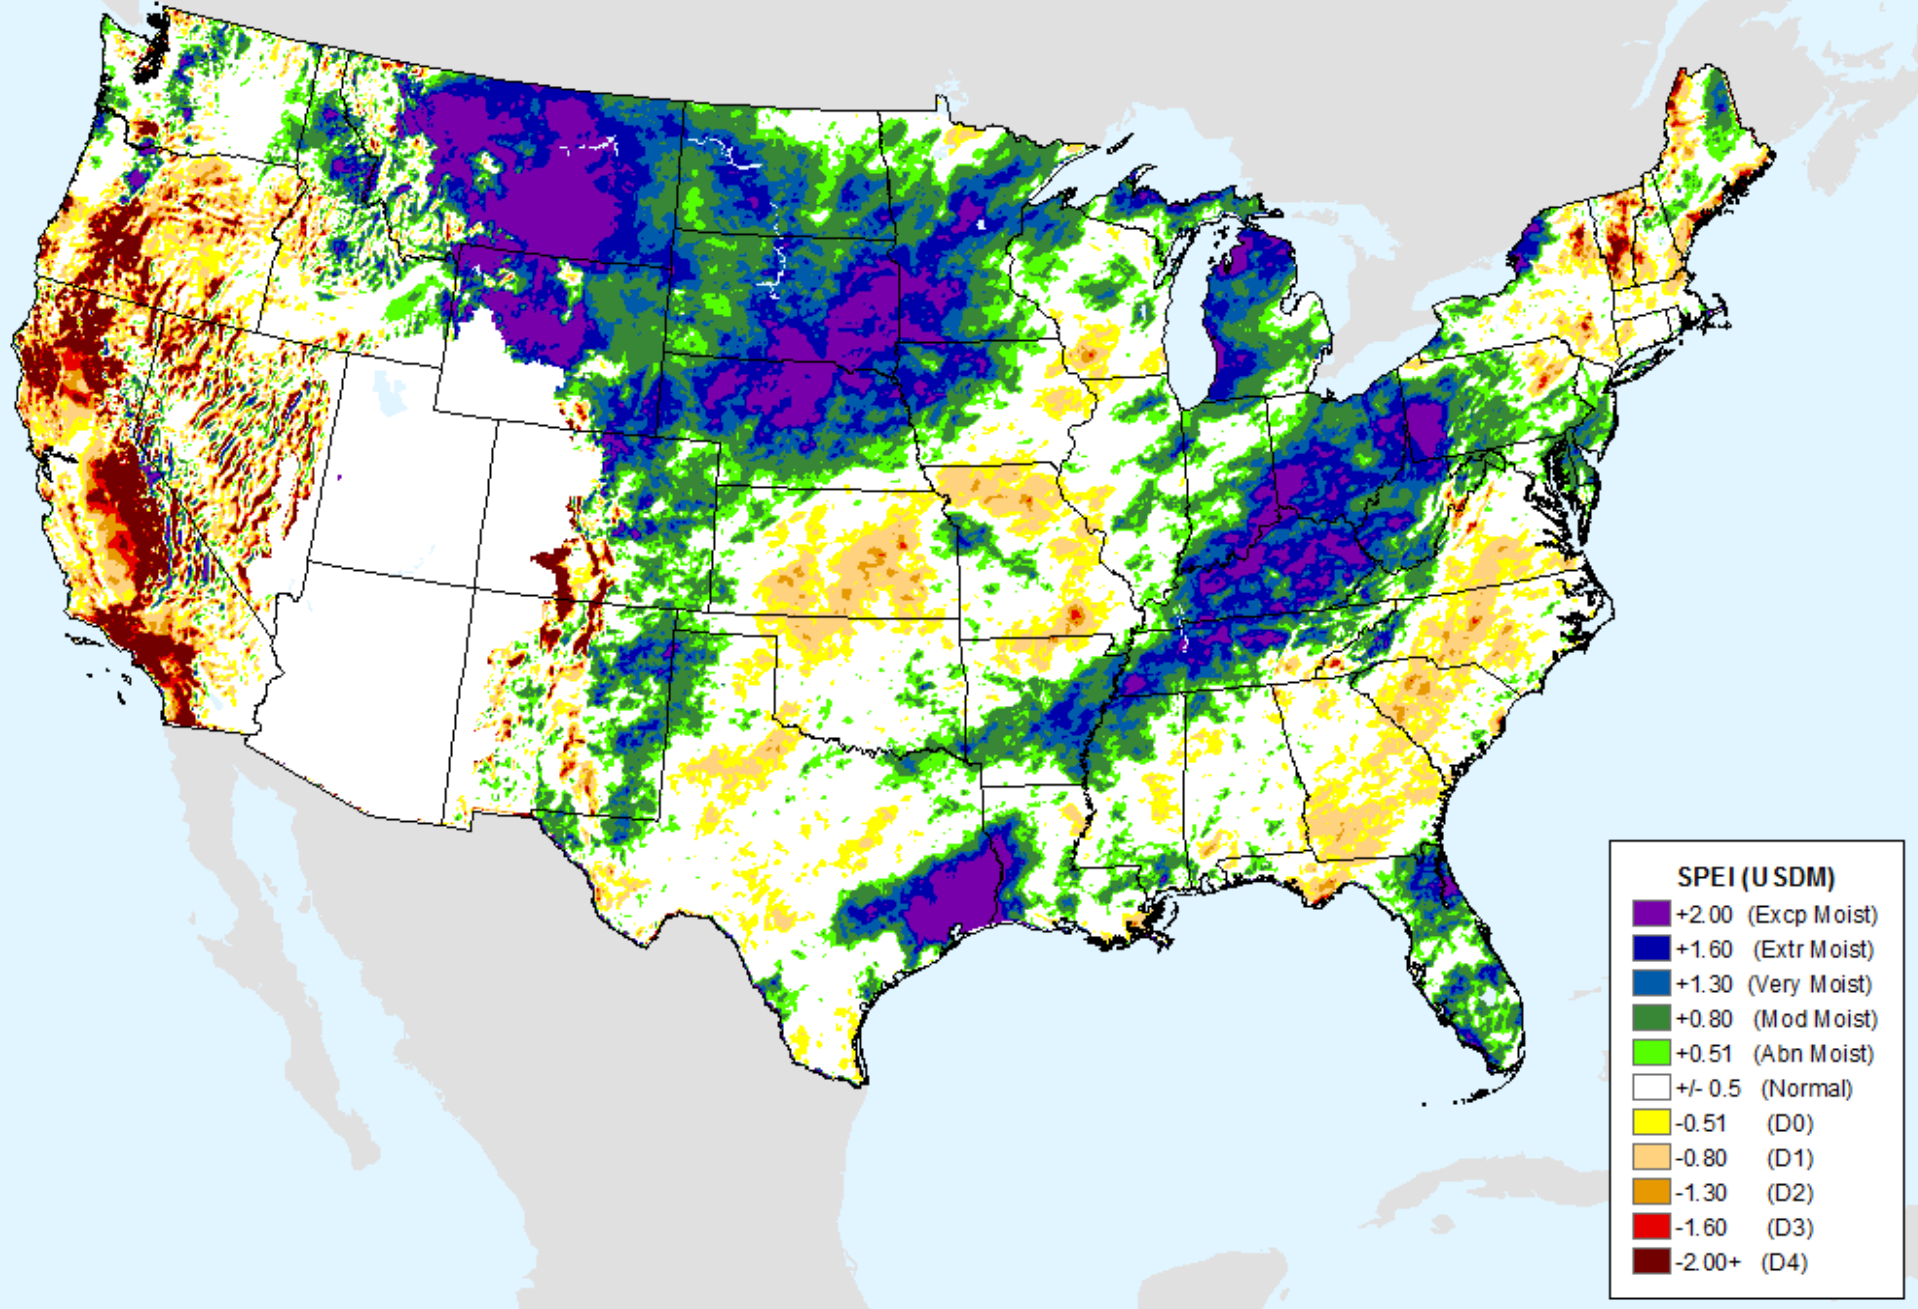 SPEI (USDM)
+2.00 (Excp Moist)
+1.60 (Extr Moist)
+1.30 (Very Moist)
+0.80 (Mod Moist)
+0.51 (Abn Moist)
+/- 0.5 (Normal)
-0.51 (D0)
-0.80 (D1)
-1.30 (D2)
-1.60 (D3)
-2.00+ (D4)